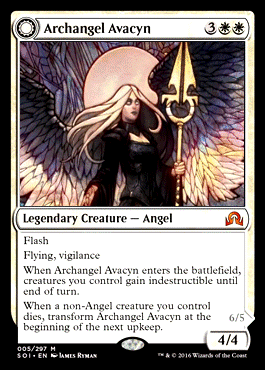 Archangel Avacyn 3
Legendary Creature — Angel
Flash
Flying, vigilance
When Archangel Avacyn enters the battlefield,
creatures you control gain indestructible until
end of turn.
When a non-Angel creature you control
dies, transform Archangel Avacyn at the
beginning of the next upkeep.
6/5
4/4
005/297 M
SOI • EN James Ryman
™ & © 2016 Wizards of the Coast